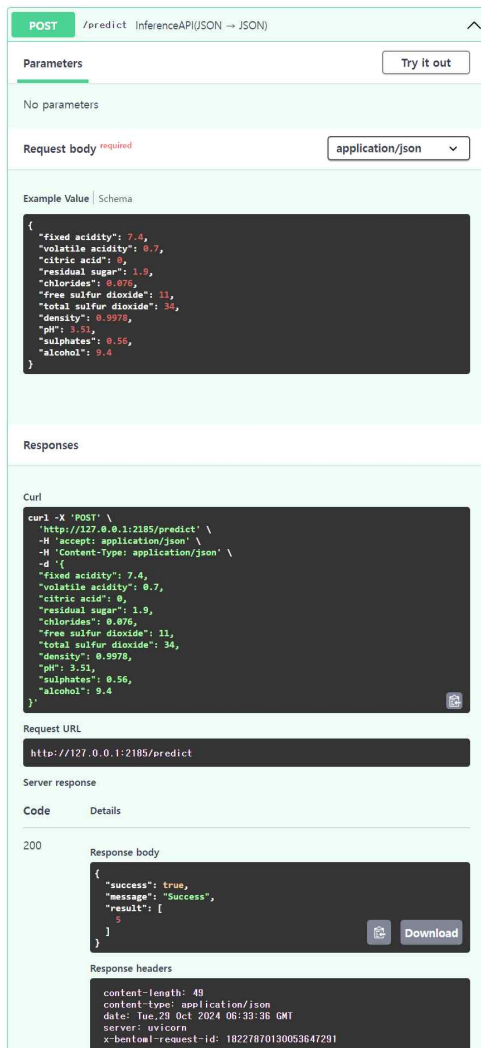 POST /predict InferenceAPI(JSON → JSON)
Parameters Try it out
No parameters
Request body required application/json
Example Value | Schema
{
  "fixed acidity": 7.4,
  "volatile acidity": 0.7,
  "citric acid": 0,
  "residual sugar": 1.9,
  "chlorides": 0.076,
  "free sulfur dioxide": 11,
  "total sulfur dioxide": 34,
  "density": 0.9978,
  "pH": 3.51,
  "sulphates": 0.56,
  "alcohol": 9.4
}
Responses
Curl
curl -X 'POST' \
  'http://127.0.0.1:2185/predict' \
  -H 'accept: application/json' \
  -H 'Content-Type: application/json' \
  -d '{
  "fixed acidity": 7.4,
  "volatile acidity": 0.7,
  "citric acid": 0,
  "residual sugar": 1.9,
  "chlorides": 0.076,
  "free sulfur dioxide": 11,
  "total sulfur dioxide": 34,
  "density": 0.9978,
  "pH": 3.51,
  "sulphates": 0.56,
  "alcohol": 9.4
}'
Request URL
http://127.0.0.1:2185/predict
Server response
Code Details
200
Response body
{
  "success": true,
  "message": "Success",
  "result": [
    5
  ]
}
Download
Response headers
content-length: 49
content-type: application/json
date: Tue,29 Oct 2024 06:33:36 GMT
server: uvicorn
x-bentoml-request-id: 18227870130053647291